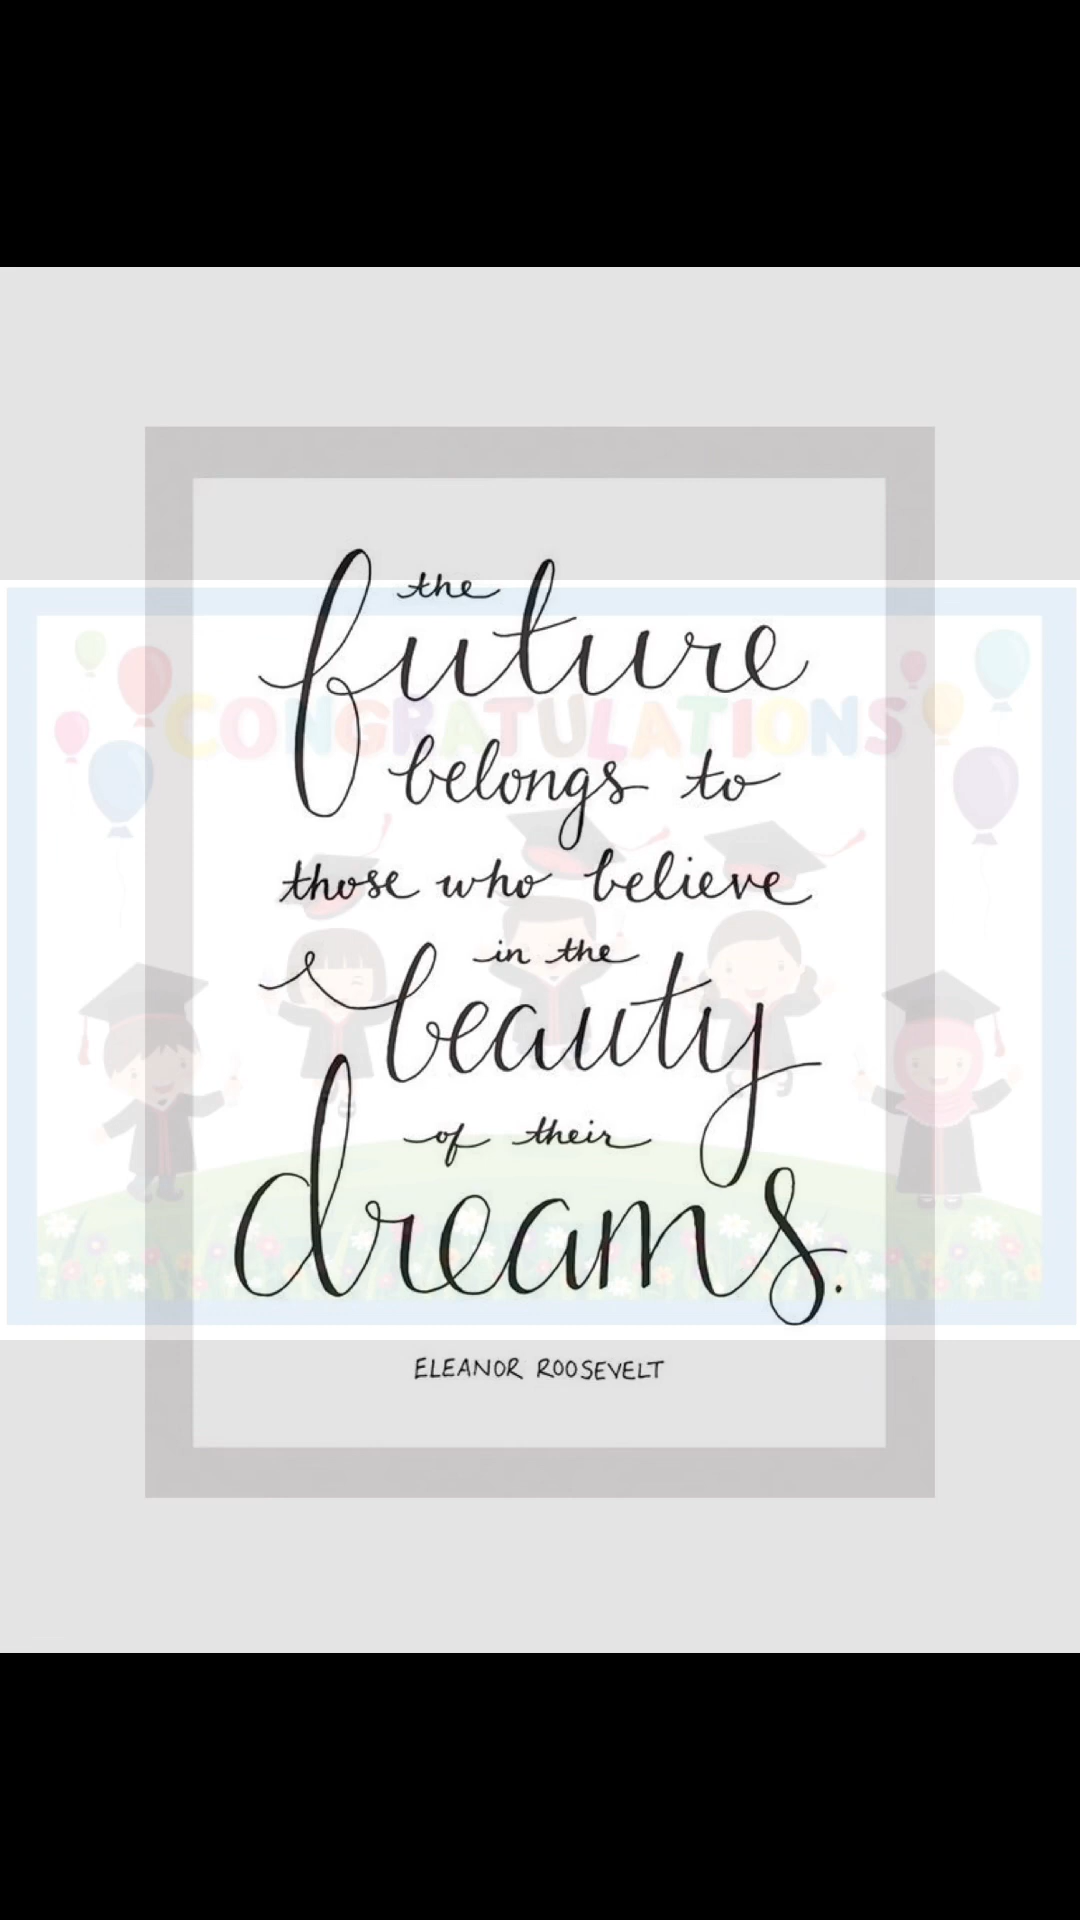 the
future
CONGRATULATIONS
belongs to
those who believe
in the
beauty
of their
dreams.
ELEANOR ROOSEVELT